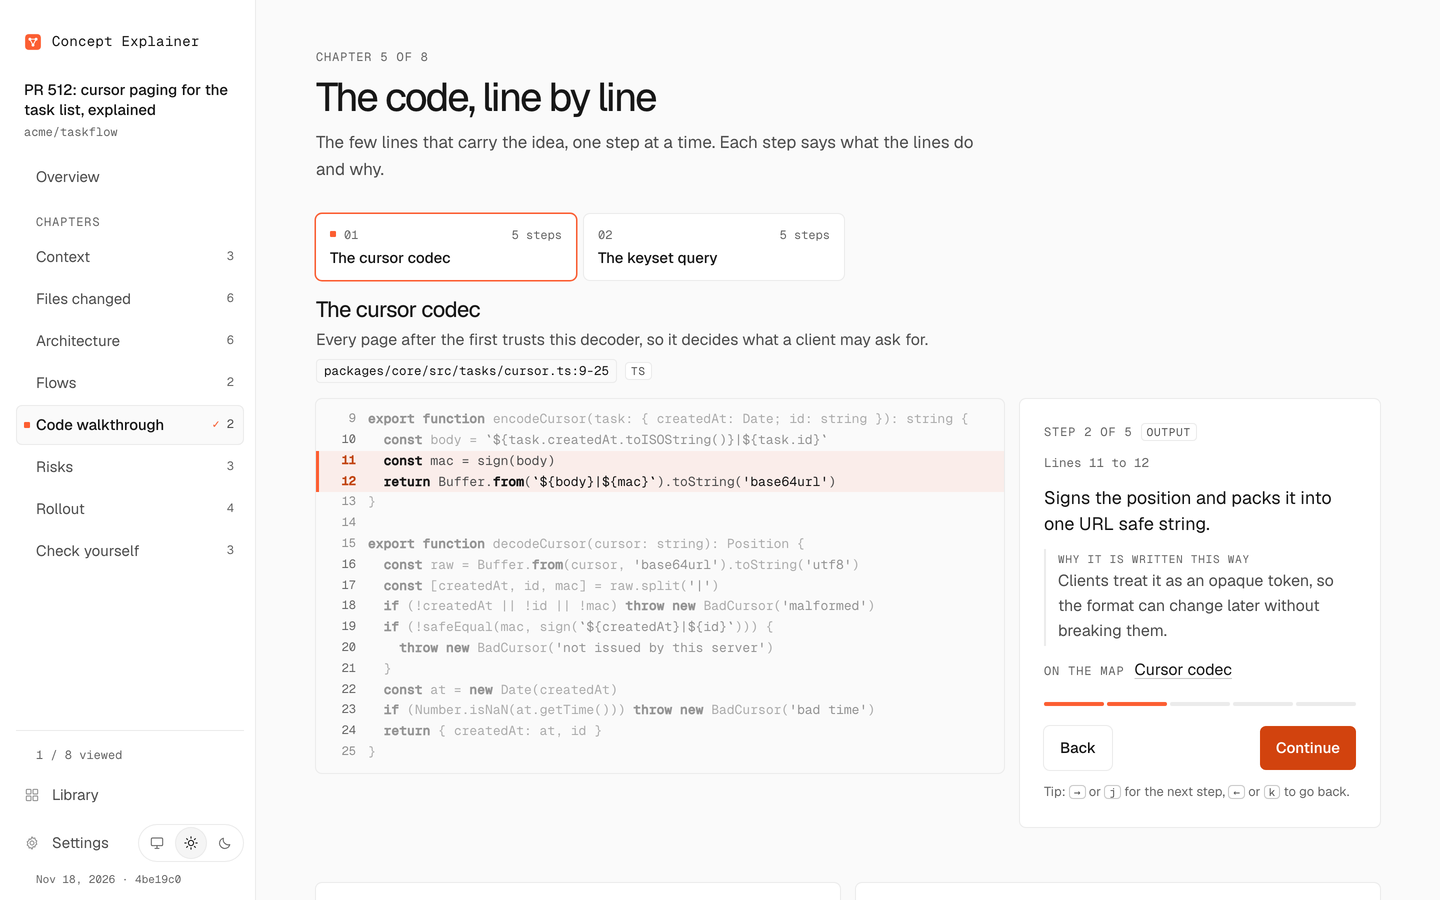 Concept Explainer
PR 512: cursor paging for the
task list, explained
acme/taskflow
Overview
CHAPTERS
Context 3
Files changed 6
Architecture 6
Flows 2
Code walkthrough ✓ 2
Risks 3
Rollout 4
Check yourself 3
1 / 8 viewed
Library
Settings
Nov 18, 2026 · 4be19c0
CHAPTER 5 OF 8
The code, line by line
The few lines that carry the idea, one step at a time. Each step says what the lines do
and why.
01 5 steps
The cursor codec
02 5 steps
The keyset query
The cursor codec
Every page after the first trusts this decoder, so it decides what a client may ask for.
packages/core/src/tasks/cursor.ts:9-25 TS
9 export function encodeCursor(task: { createdAt: Date; id: string }): string {
10 const body = `${task.createdAt.toISOString()}|${task.id}`
11 const mac = sign(body)
12 return Buffer.from(`${body}|${mac}`).toString('base64url')
13 }
14
15 export function decodeCursor(cursor: string): Position {
16 const raw = Buffer.from(cursor, 'base64url').toString('utf8')
17 const [createdAt, id, mac] = raw.split('|')
18 if (!createdAt || !id || !mac) throw new BadCursor('malformed')
19 if (!safeEqual(mac, sign(`${createdAt}|${id}`))) {
20 throw new BadCursor('not issued by this server')
21 }
22 const at = new Date(createdAt)
23 if (Number.isNaN(at.getTime())) throw new BadCursor('bad time')
24 return { createdAt: at, id }
25 }
STEP 2 OF 5 OUTPUT
Lines 11 to 12
Signs the position and packs it into
one URL safe string.
WHY IT IS WRITTEN THIS WAY
Clients treat it as an opaque token, so
the format can change later without
breaking them.
ON THE MAP Cursor codec
Back
Continue
Tip: → or j for the next step, ← or k to go back.